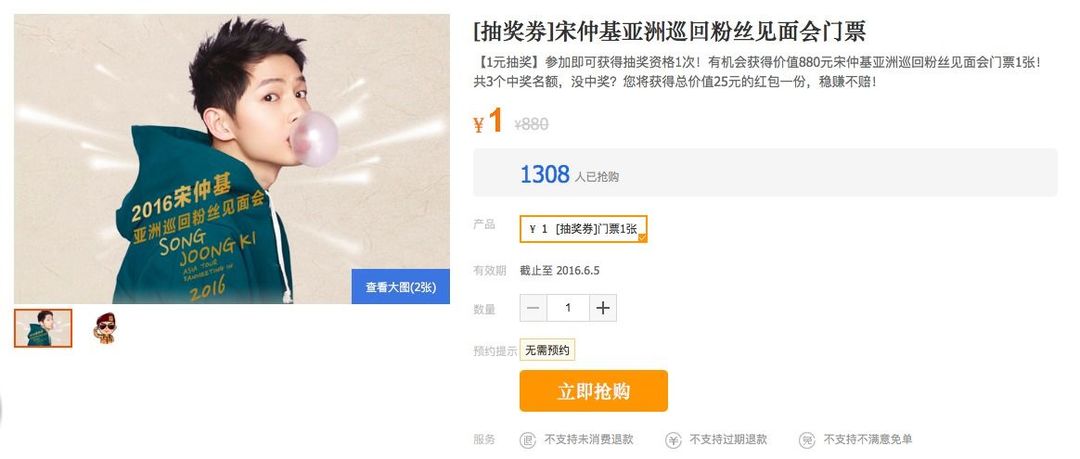 2016宋仲基
亚洲巡回粉丝见面会
SONG
JOONG KI
ASIA TOUR
FANMEETING IN
2016
查看大图(2张)
[抽奖券]宋仲基亚洲巡回粉丝见面会门票
【1元抽奖】参加即可获得抽奖资格1次！有机会获得价值880元宋仲基亚洲巡回粉丝见面会门票1张！
共3个中奖名额，没中奖？您将获得总价值25元的红包一份，稳赚不赔！
¥1 ¥880
1308 人已抢购
产品 ¥ 1 [抽奖券]门票1张
有效期 截止至 2016.6.5
数量 — 1 +
预约提示 无需预约
立即抢购
服务 不支持未消费退款 不支持过期退款 不支持不满意免单